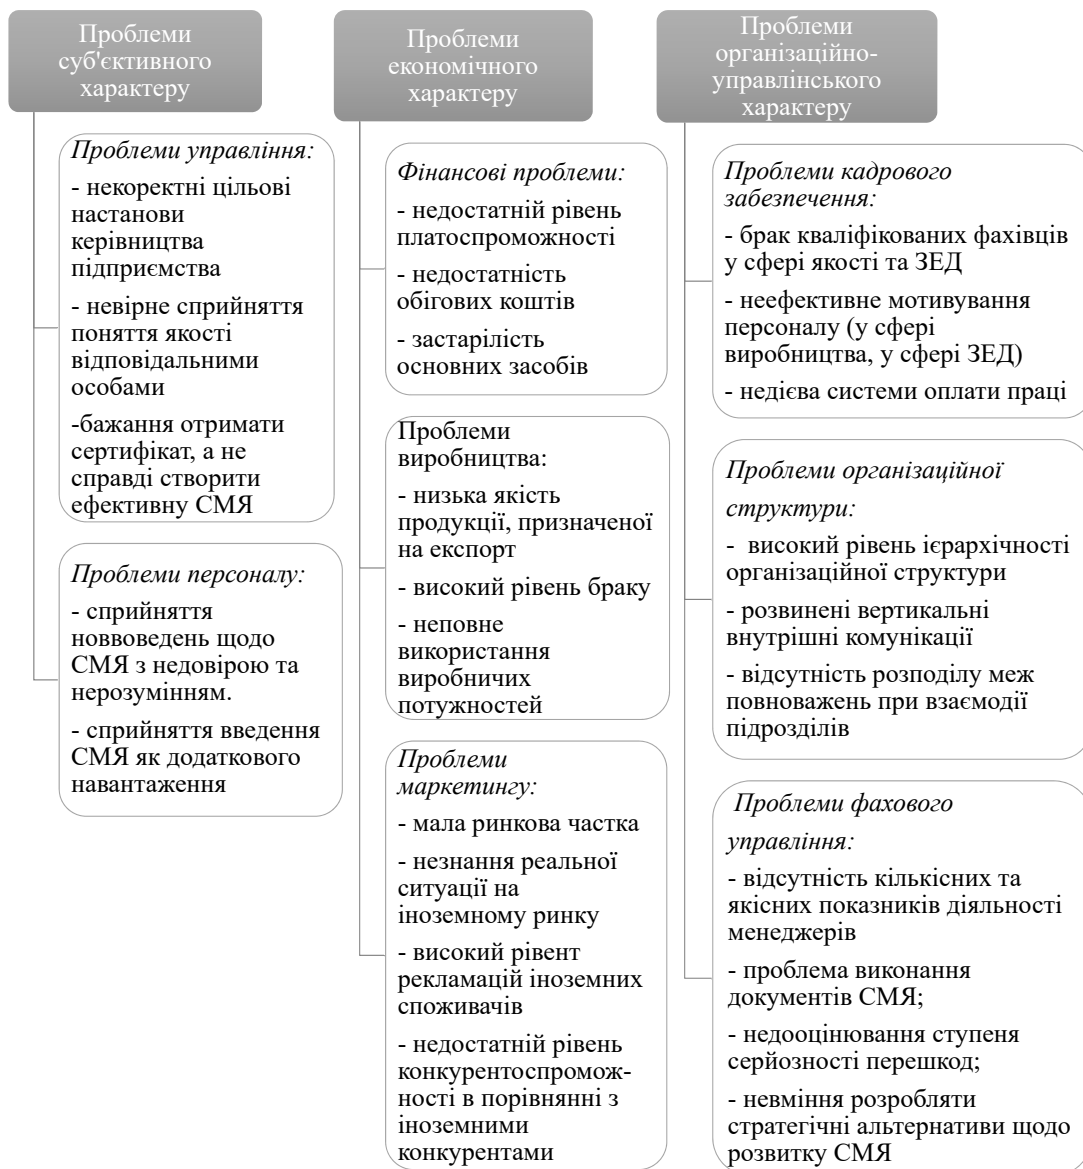 Проблеми
суб'єктивного
характеру
Проблеми управління:
- некоректні цільові
настанови
керівництва
підприємства
- невірне сприйняття
поняття якості
відповідальними
особами
-бажання отримати
сертифікат, а не
справді створити
ефективну СМЯ
Проблеми персоналу:
- сприйняття
новвоведень щодо
СМЯ з недовірою та
нерозумінням.
- сприйняття введення
СМЯ як додаткового
навантаження
Проблеми
економічного
характеру
Фінансові проблеми:
- недостатній рівень
платоспроможності
- недостатність
обігових коштів
- застарілість
основних засобів
Проблеми
виробництва:
- низька якість
продукції, призначеної
на експорт
- високий рівень браку
- неповне
використання
виробничих
потужностей
Проблеми
маркетингу:
- мала ринкова частка
- незнання реальної
ситуації на
іноземному ринку
- високий рівент
рекламацій іноземних
споживачів
- недостатній рівень
конкурентоспромож-
ності в порівнянні з
іноземними
конкурентами
Проблеми
організаційно-
управлінського
характеру
Проблеми кадрового
забезпечення:
- брак кваліфікованих фахівців
у сфері якості та ЗЕД
- неефективне мотивування
персоналу (у сфері
виробництва, у сфері ЗЕД)
- недієва системи оплати праці
Проблеми організаційної
структури:
- високий рівень ієрархічності
організаційної структури
- розвинені вертикальні
внутрішні комунікації
- відсутність розподілу меж
повноважень при взаємодії
підрозділів
Проблеми фахового
управління:
- відсутність кількісних та
якісних показників діяльності
менеджерів
- проблема виконання
документів СМЯ;
- недооцінювання ступеня
серйозності перешкод;
- невміння розробляти
стратегічні альтернативи щодо
розвитку СМЯ